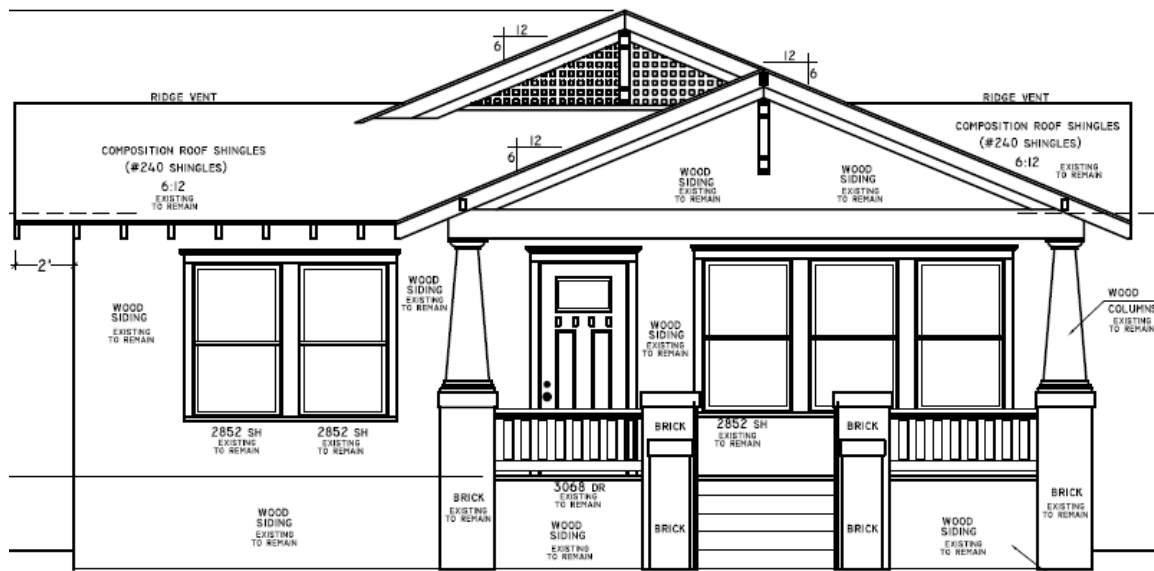 12
6
12
6
RIDGE VENT
RIDGE VENT
COMPOSITION ROOF SHINGLES
(#240 SHINGLES)
6:12
EXISTING
TO REMAIN
12
6
COMPOSITION ROOF SHINGLES
(#240 SHINGLES)
6:12
EXISTING
TO REMAIN
WOOD
SIDING
EXISTING
TO REMAIN
WOOD
SIDING
EXISTING
TO REMAIN
2'
WOOD
SIDING
EXISTING
TO REMAIN
WOOD
SIDING
EXISTING
TO REMAIN
WOOD
SIDING
EXISTING
TO REMAIN
WOOD
COLUMNS
EXISTING
TO REMAIN
2852 SH
EXISTING
TO REMAIN
2852 SH
EXISTING
TO REMAIN
BRICK
2852 SH
EXISTING
TO REMAIN
BRICK
3068 DR
EXISTING
TO REMAIN
BRICK
EXISTING
TO REMAIN
BRICK
EXISTING
TO REMAIN
WOOD
SIDING
EXISTING
TO REMAIN
WOOD
SIDING
EXISTING
TO REMAIN
BRICK
BRICK
WOOD
SIDING
EXISTING
TO REMAIN